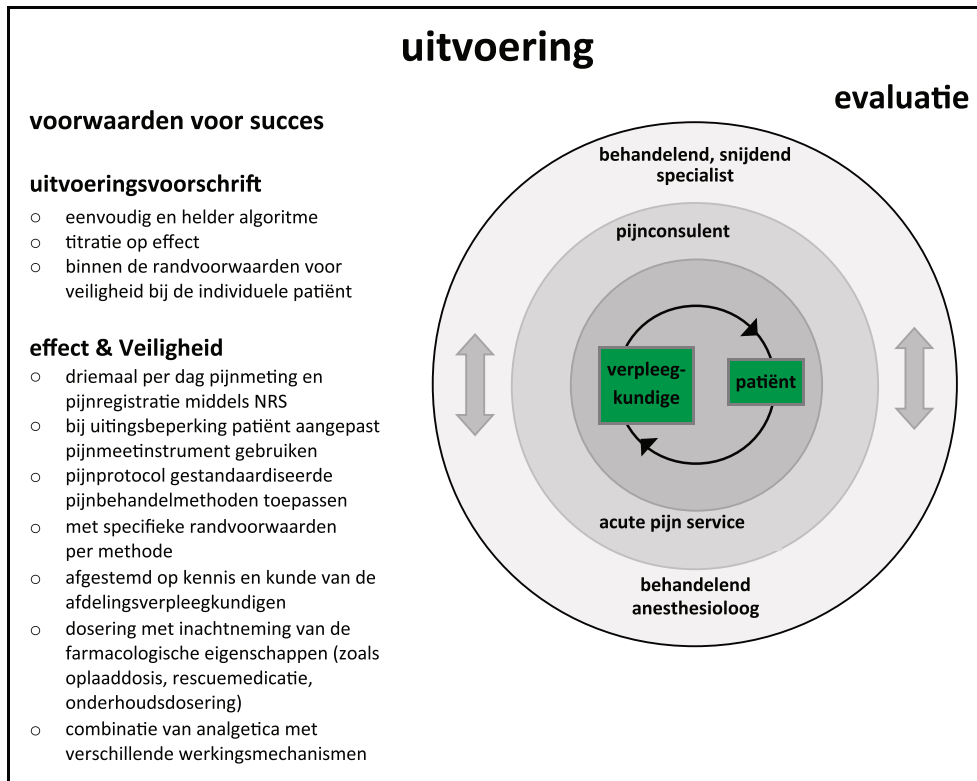 uitvoering
evaluatie
voorwaarden voor succes
uitvoeringsvoorschrift
○ eenvoudig en helder algoritme
○ titratie op effect
○ binnen de randvoorwaarden voor
veiligheid bij de individuele patiënt
effect & Veiligheid
○ driemaal per dag pijnmeting en
pijnregistratie middels NRS
○ bij uitingsbeperking patiënt aangepast
pijnmeetinstrument gebruiken
○ pijnprotocol gestandaardiseerde
pijnbehandelmethoden toepassen
○ met specifieke randvoorwaarden
per methode
○ afgestemd op kennis en kunde van de
afdelingsverpleegkundigen
○ dosering met inachtneming van de
farmacologische eigenschappen (zoals
oplaaddosis, rescuemedicatie,
onderhoudsdosering)
○ combinatie van analgetica met
verschillende werkingsmechanismen
behandelend, snijdend
specialist
pijnconsulent
verpleeg-
kundige
patiënt
acute pijn service
behandelend
anesthesioloog